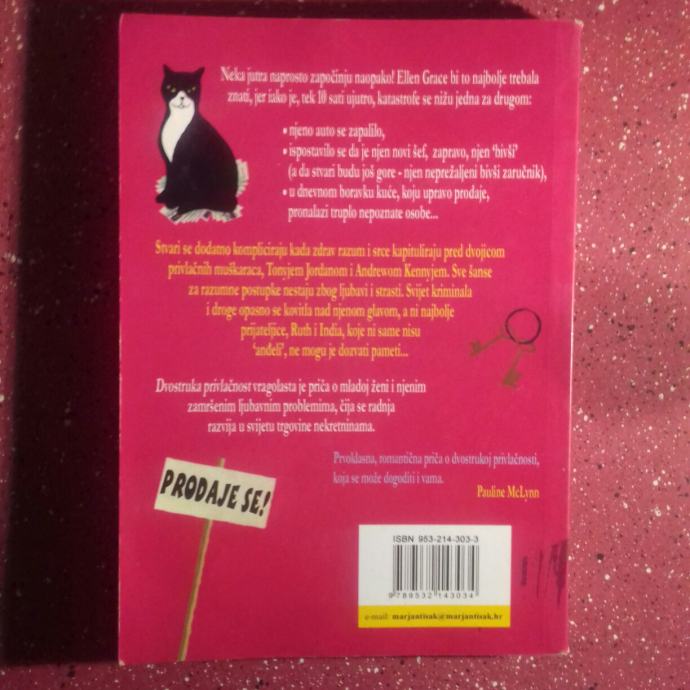 Neka jutra naprosto započinju naopako! Ellen Grace bi to najbolje trebala
znati, jer iako je, tek 10 sati ujutro, katastrofe se nižu jedna za drugom:
• njeno auto se zapalilo,
• ispostavilo se da je njen novi šef, zapravo, njen 'bivši'
(a da stvari budu još gore - njen neprežaljeni bivši zaručnik),
• u dnevnom boravku kuće, koju upravo prodaje,
pronalazi truplo nepoznate osobe...
Stvari se dodatno kompliciraju kada zdrav razum i srce kapituliraju pred dvojicom
privlačnih muškaraca, Tonyjem Jordanom i Andrewom Kennyjem. Sve šanse
za razumne postupke nestaju zbog ljubavi i strasti. Svijet kriminala
i droge opasno se kovitla nad njenom glavom, a ni najbolje
prijateljice, Ruth i India, koje ni same nisu
'anđeli', ne mogu je dozvati pameti...
Dvostruka privlačnost vragolasta je priča o mladoj ženi i njenim
zamršenim ljubavnim problemima, čija se radnja
razvija u svijetu trgovine nekretninama.
Prvoklasna, romantična priča o dvostrukoj privlačnosti,
koja se može dogoditi i vama.
Pauline McLynn
PRODAJE SE!
ISBN 953-214-303-3
9 789532 143034
e-mail: marjantisak@marjantisak.hr